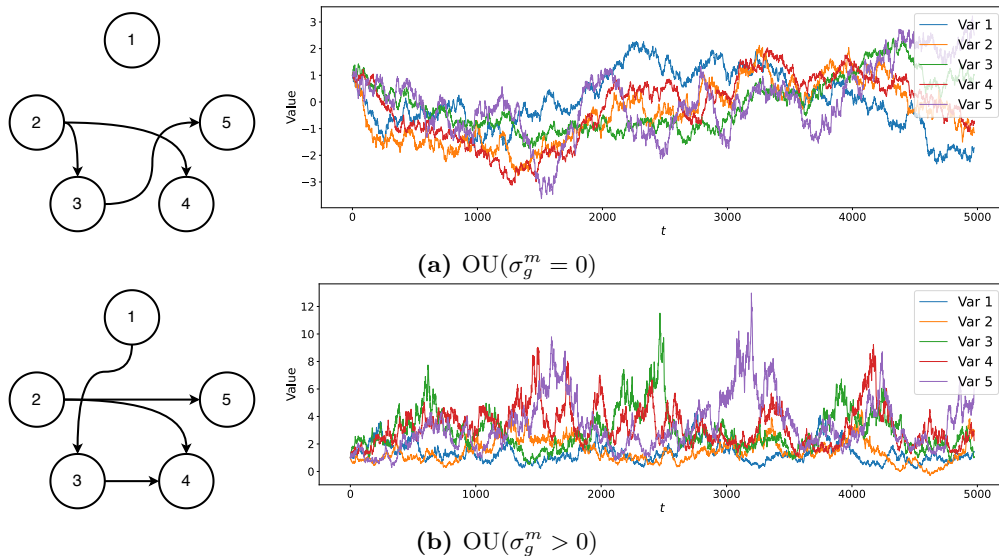 1
2
5
3
4
3
2
1
0
−1
−2
−3
Value
0
1000
2000
3000
4000
5000
t
Var 1
Var 2
Var 3
Var 4
Var 5
(a) OU(σ_g^m = 0)
1
2
5
3
4
12
10
8
6
4
2
0
Value
0
1000
2000
3000
4000
5000
t
Var 1
Var 2
Var 3
Var 4
Var 5
(b) OU(σ_g^m > 0)